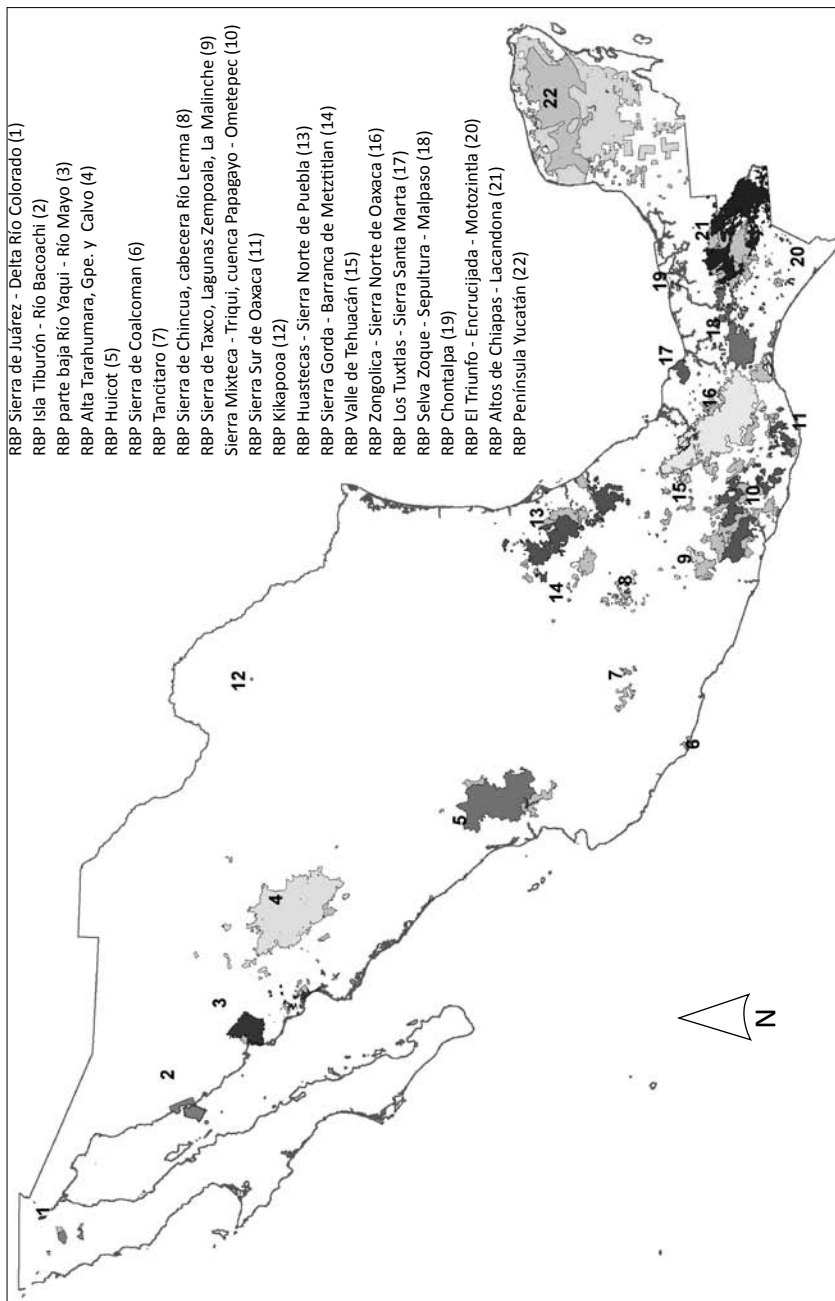 RBP Sierra de Juárez - Delta Río Colorado (1)
RBP Isla Tiburón - Río Bacoachi (2)
RBP parte baja Río Yaqui - Río Mayo (3)
RBP Alta Tarahumara, Gpe. y Calvo (4)
RBP Huicot (5)
RBP Sierra de Coalcoman (6)
RBP Tancitaro (7)
RBP Sierra de Chincua, cabecera Río Lerma (8)
RBP Sierra de Taxco, Lagunas Zempoala, La Malinche (9)
Sierra Mixteca - Triqui, cuenca Papagayo - Ometepec (10)
RBP Sierra Sur de Oaxaca (11)
RBP Kikapooa (12)
RBP Huastecas - Sierra Norte de Puebla (13)
RBP Sierra Gorda - Barranca de Metztitlan (14)
RBP Valle de Tehuacán (15)
RBP Zongolica - Sierra Norte de Oaxaca (16)
RBP Los Tuxtlas - Sierra Santa Marta (17)
RBP Selva Zoque - Sepultura - Malpaso (18)
RBP Chontalpa (19)
RBP El Triunfo - Encrucijada - Motozintla (20)
RBP Altos de Chiapas - Lacandona (21)
RBP Península Yucatán (22)
1
2
3
4
5
6
7
8
9
10
11
12
13
14
15
16
17
18
19
20
21
22
N